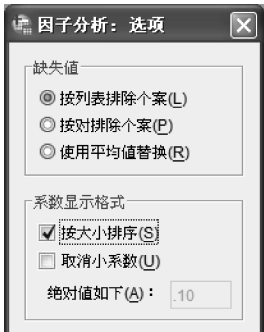 因子分析：选项
缺失值
按列表排除个案(L)
按对排除个案(P)
使用平均值替换(R)
系数显示格式
按大小排序(S)
取消小系数(U)
绝对值如下(A)： .10